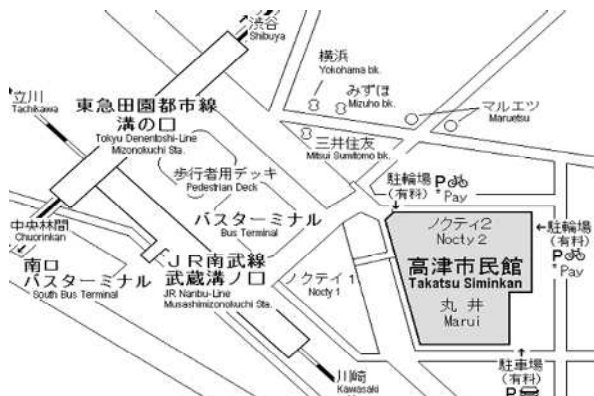 渋谷
Shibuya
横浜
Yokohama bk.
みずほ
Mizuho bk.
マルエツ
Maruetsu
立川
Tachikawa
東急田園都市線
溝の口
Tokyu Denentoshi-Line
Mizonokuchi Sta.
三井住友
Mitsui Sumitomo bk.
歩行者用デッキ
Pedestrian Deck
駐輪場
(有料)
P
*Pay
バスターミナル
Bus Terminal
中央林間
Chuorinkan
ノクティ2
Nocty 2
←駐輪場
(有料)
P
*Pay
南口
バスターミナル
South Bus Terminal
JR南武線
武蔵溝ノ口
JR Nanbu-Line
Musashimizonokuchi Sta.
ノクティ1
Nocty 1
高津市民館
Takatsu Siminkan
丸井
Marui
川崎
Kawasaki
駐車場
(有料)
P